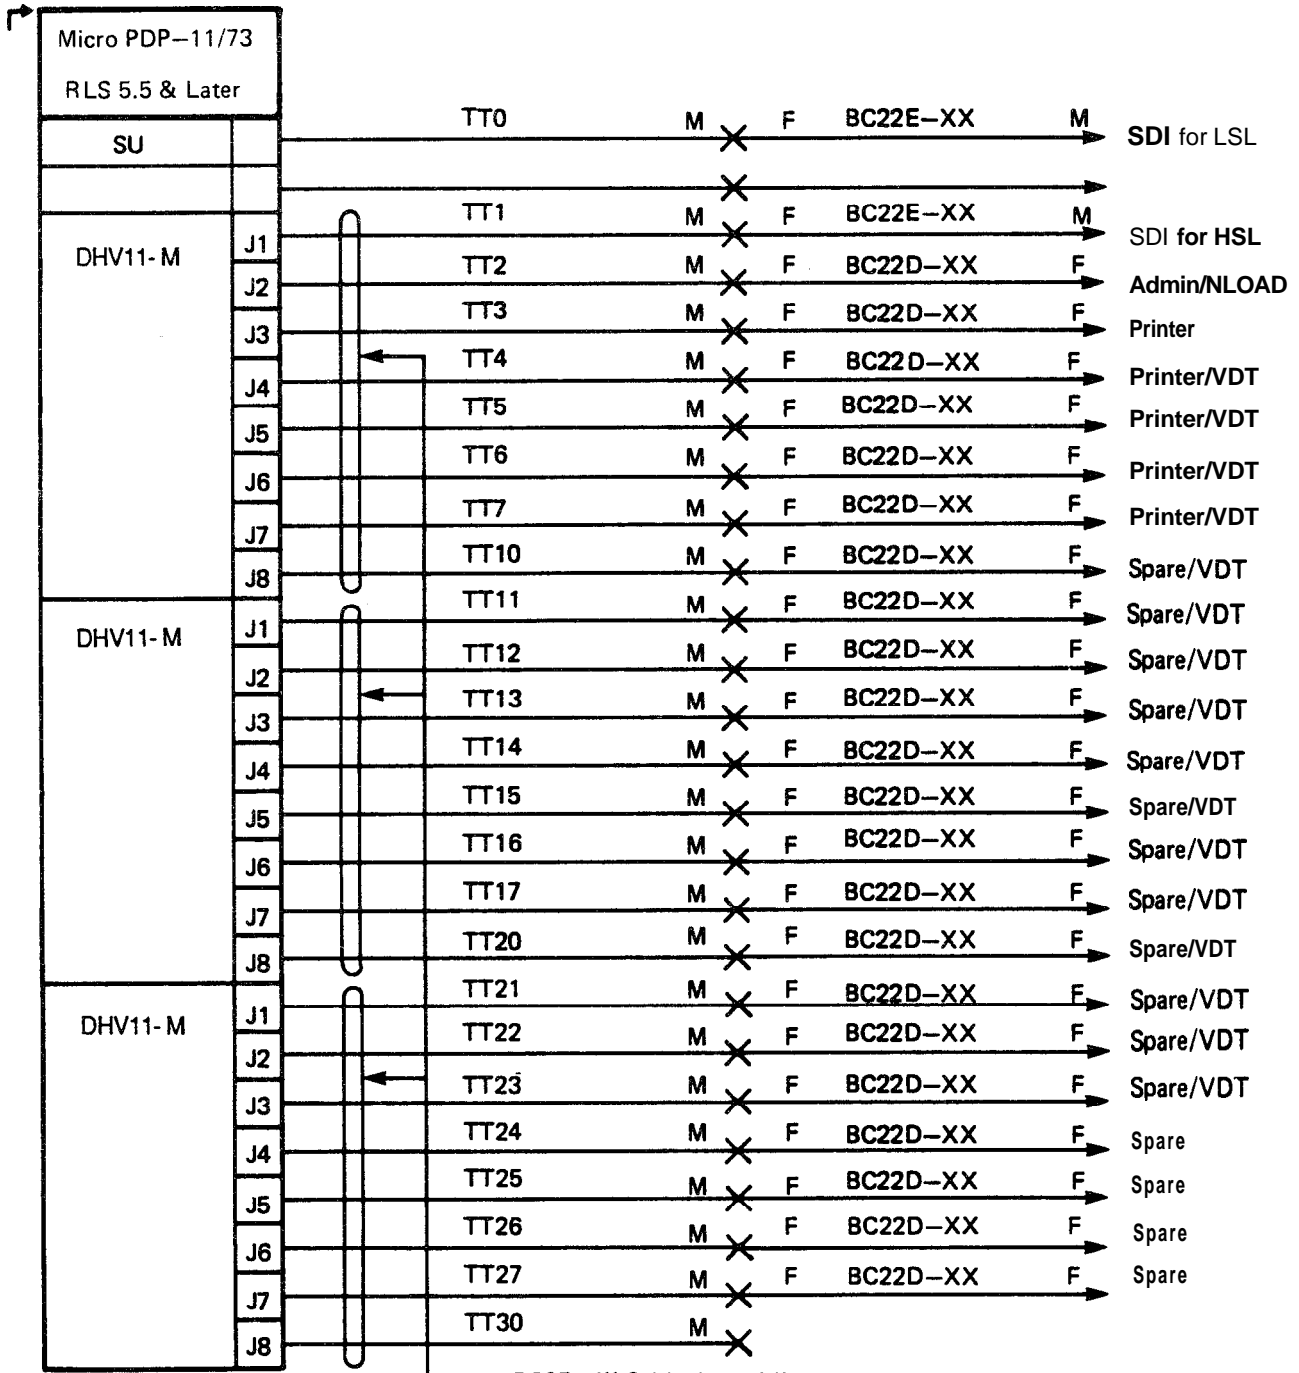 Micro PDP-11/73
RLS 5.5 & Later
SU TT0 M F BC22E-XX M SDI for LSL
DHV11-M
J1 TT1 M F BC22E-XX M SDI for HSL
J2 TT2 M F BC22D-XX F Admin/NLOAD
J3 TT3 M F BC22D-XX F Printer
J4 TT4 M F BC22D-XX F Printer/VDT
J5 TT5 M F BC22D-XX F Printer/VDT
J6 TT6 M F BC22D-XX F Printer/VDT
J7 TT7 M F BC22D-XX F Printer/VDT
J8 TT10 M F BC22D-XX F Spare/VDT
DHV11-M
J1 TT11 M F BC22D-XX F Spare/VDT
J2 TT12 M F BC22D-XX F Spare/VDT
J3 TT13 M F BC22D-XX F Spare/VDT
J4 TT14 M F BC22D-XX F Spare/VDT
J5 TT15 M F BC22D-XX F Spare/VDT
J6 TT16 M F BC22D-XX F Spare/VDT
J7 TT17 M F BC22D-XX F Spare/VDT
J8 TT20 M F BC22D-XX F Spare/VDT
DHV11-M
J1 TT21 M F BC22D-XX F Spare/VDT
J2 TT22 M F BC22D-XX F Spare/VDT
J3 TT23 M F BC22D-XX F Spare/VDT
J4 TT24 M F BC22D-XX F Spare
J5 TT25 M F BC22D-XX F Spare
J6 TT26 M F BC22D-XX F Spare
J7 TT27 M F BC22D-XX F Spare
J8 TT30 M